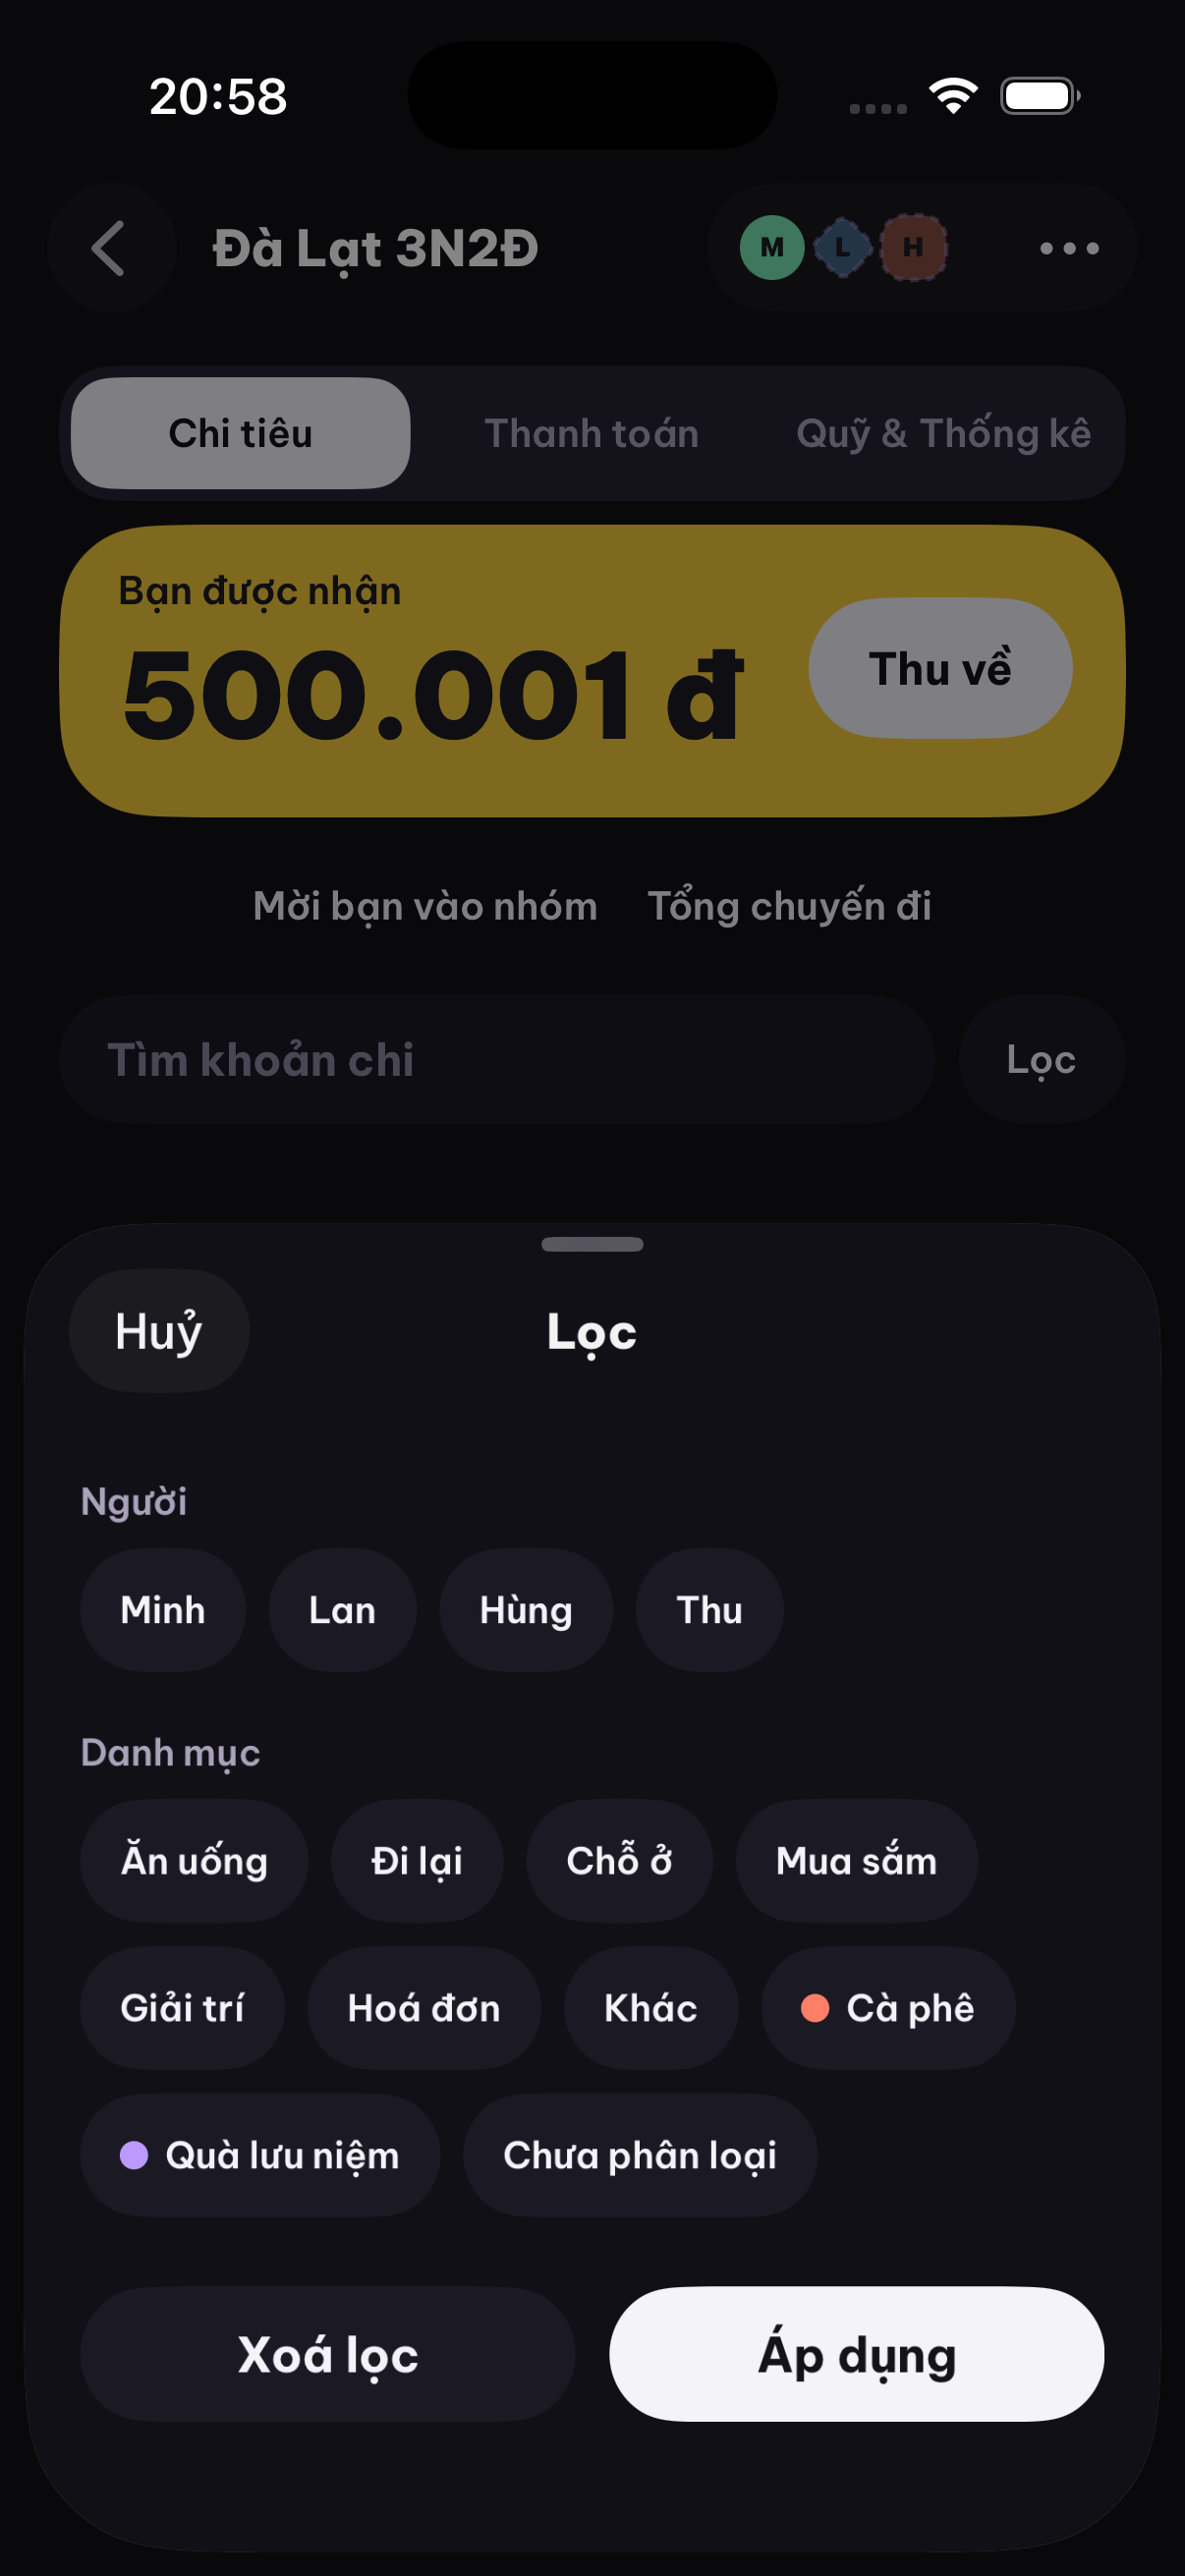 20:58
Đà Lạt 3N2Đ
M L H
Chi tiêu Thanh toán Quỹ & Thống kê
Bạn được nhận
500.001 đ
Thu về
Mời bạn vào nhóm Tổng chuyến đi
Tìm khoản chi Lọc
Huỷ Lọc
Người
Minh Lan Hùng Thu
Danh mục
Ăn uống Đi lại Chỗ ở Mua sắm
Giải trí Hoá đơn Khác Cà phê
Quà lưu niệm Chưa phân loại
Xoá lọc Áp dụng